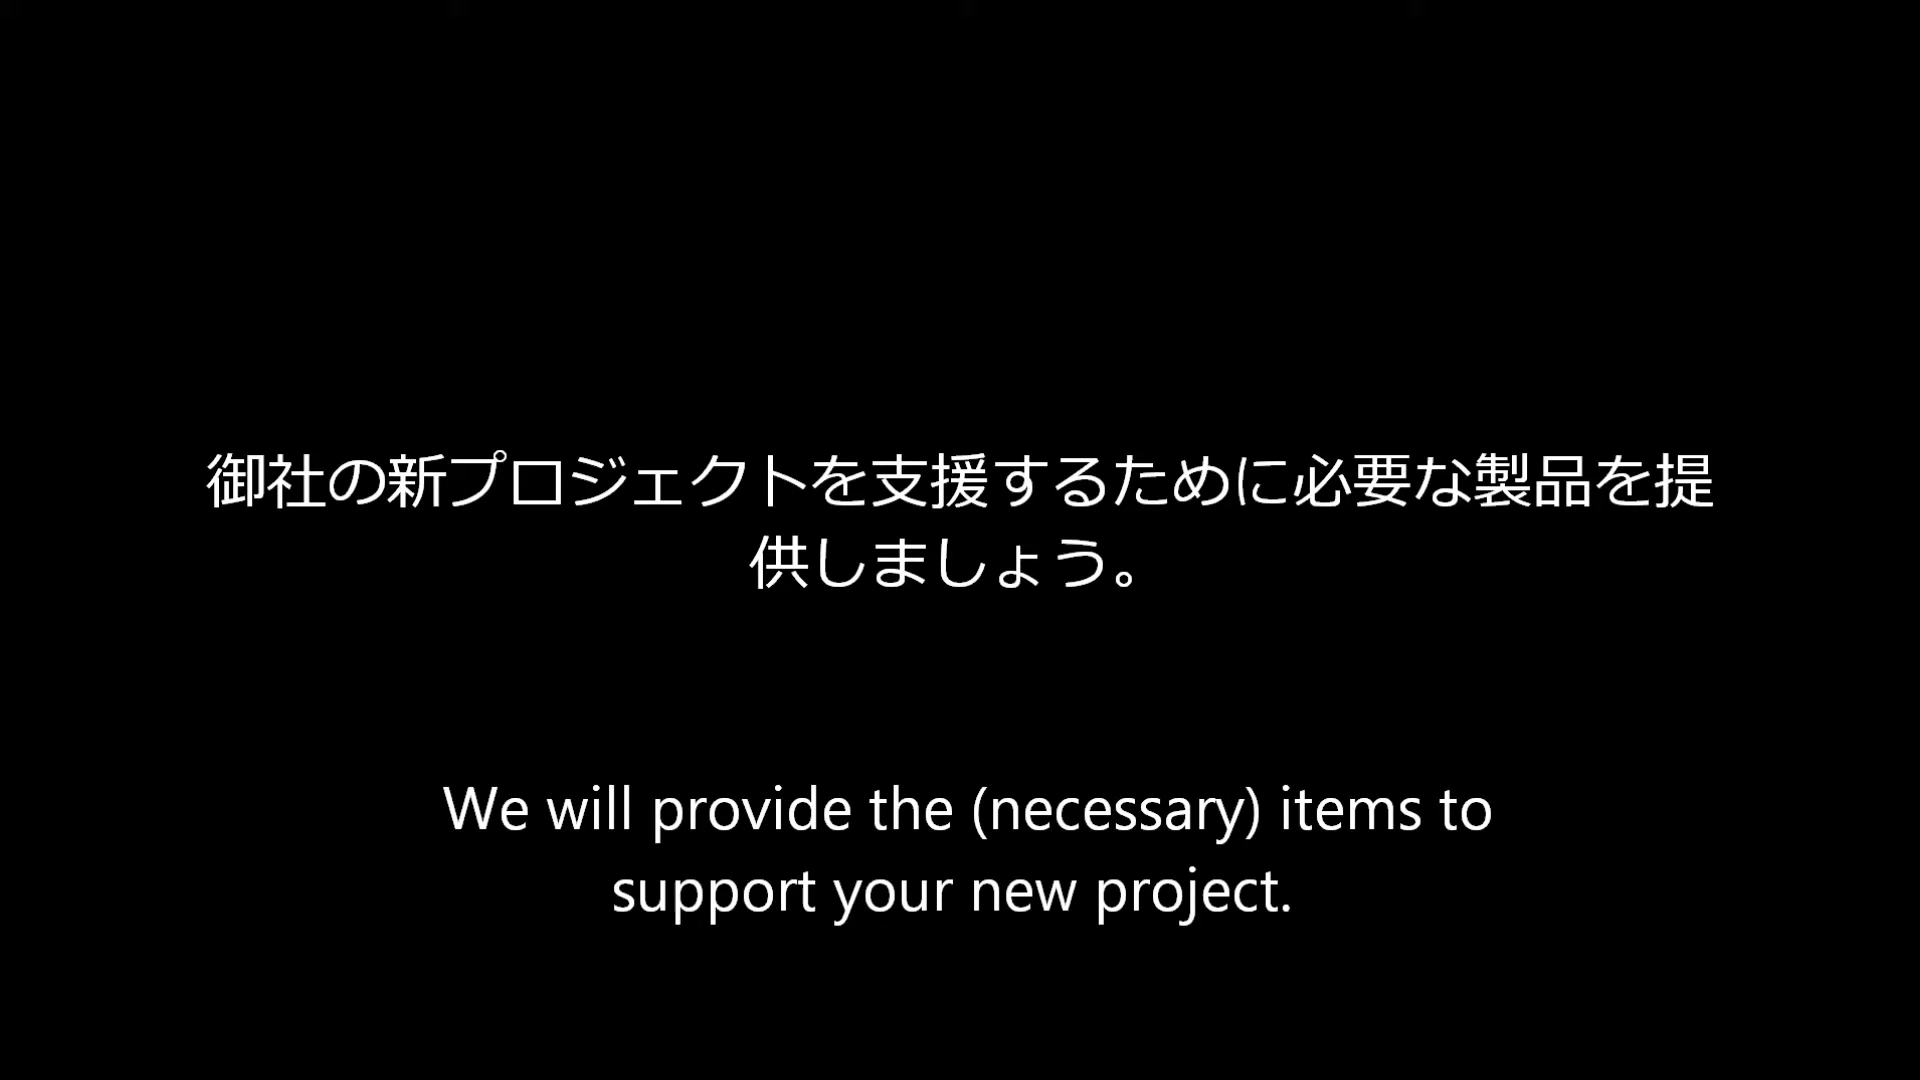 御社の新プロジェクトを支援するために必要な製品を提
供しましょう。
We will provide the (necessary) items to
support your new project.